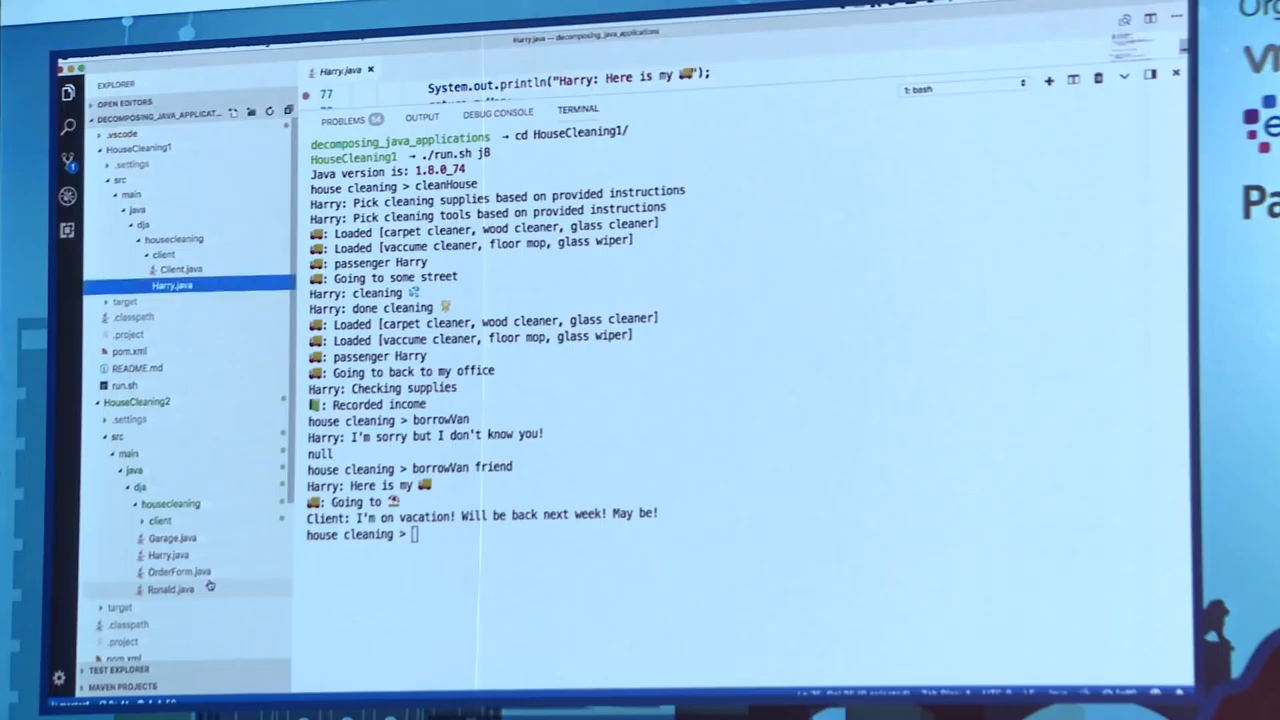 Harry.java — decomposing_java_applications
EXPLORER
OPEN EDITORS
DECOMPOSING_JAVA_APPLICAT...
.vscode
HouseCleaning1
.settings
src
main
java
dja
housecleaning
client
Client.java
Harry.java
target
.classpath
.project
pom.xml
README.md
run.sh
HouseCleaning2
.settings
src
main
java
dja
housecleaning
client
Garage.java
Harry.java
OrderForm.java
Ronald.java
target
.classpath
.project
pom.xml
TEST EXPLORER
MAVEN PROJECTS
Harry.java
77 System.out.println("Harry: Here is my 🚚");
PROBLEMS 54 OUTPUT DEBUG CONSOLE TERMINAL 1: bash
decomposing_java_applications → cd HouseCleaning1/
HouseCleaning1 → ./run.sh j8
Java version is: 1.8.0_74
house cleaning > cleanHouse
Harry: Pick cleaning supplies based on provided instructions
Harry: Pick cleaning tools based on provided instructions
🚚: Loaded [carpet cleaner, wood cleaner, glass cleaner]
🚚: Loaded [vaccume cleaner, floor mop, glass wiper]
🚚: passenger Harry
🚚: Going to some street
Harry: cleaning 💦
Harry: done cleaning
🚚: Loaded [carpet cleaner, wood cleaner, glass cleaner]
🚚: Loaded [vaccume cleaner, floor mop, glass wiper]
🚚: passenger Harry
🚚: Going to back to my office
Harry: Checking supplies
📗: Recorded income
house cleaning > borrowVan
Harry: I'm sorry but I don't know you!
null
house cleaning > borrowVan friend
Harry: Here is my 🚚
🚚: Going to ⛱
Client: I'm on vacation! Will be back next week! May be!
house cleaning >
Pa